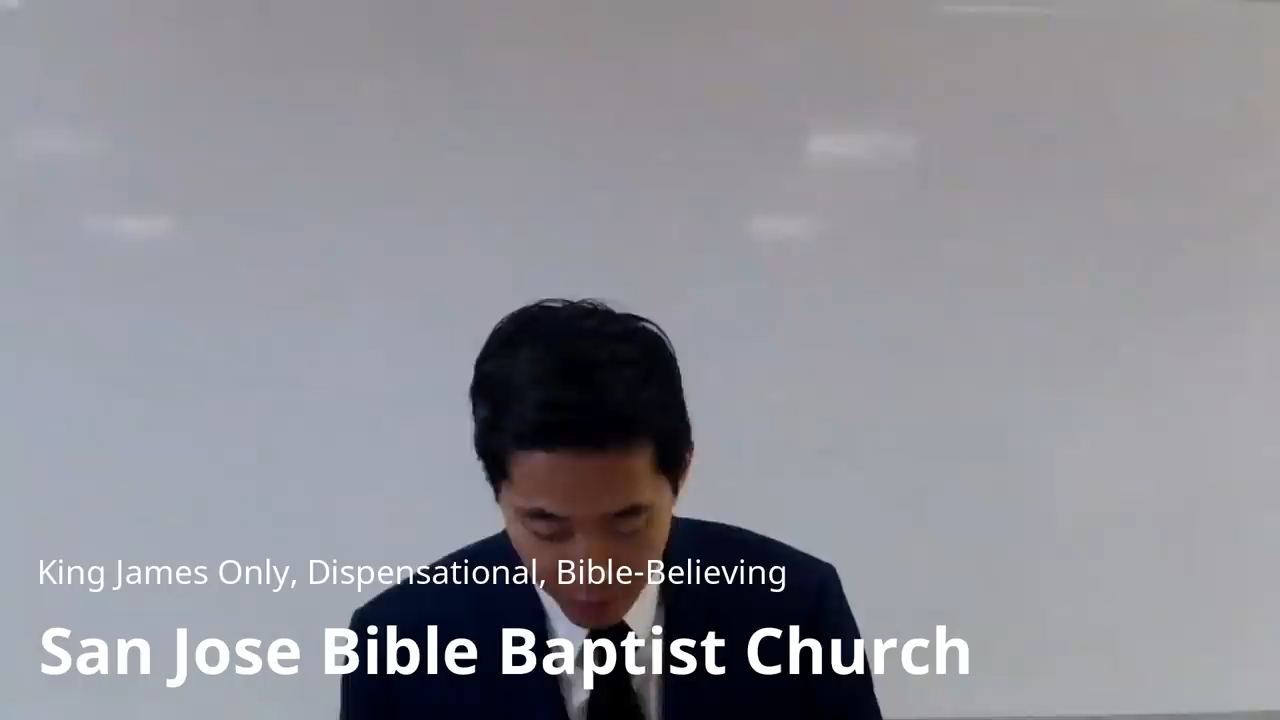 King James Only, Dispensational, Bible-Believing
San Jose Bible Baptist Church